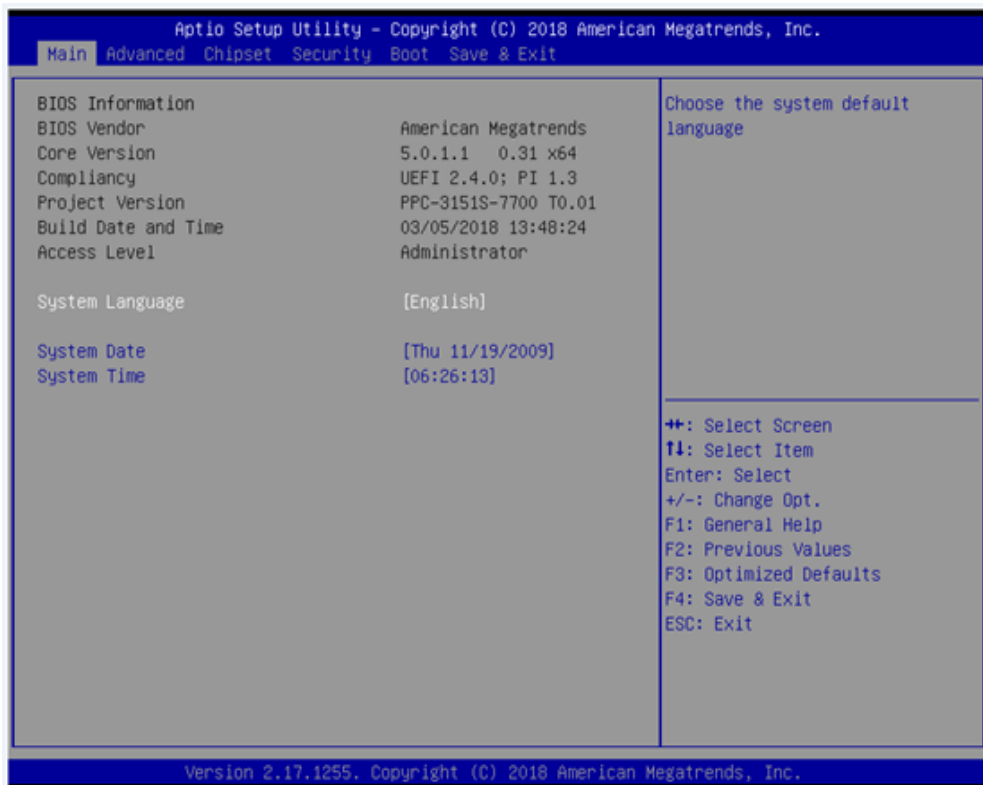 Aptio Setup Utility – Copyright (C) 2018 American Megatrends, Inc.
Main Advanced Chipset Security Boot Save & Exit
BIOS Information
BIOS Vendor American Megatrends
Core Version 5.0.1.1 0.31 x64
Compliancy UEFI 2.4.0; PI 1.3
Project Version PPC-3151S-7700 T0.01
Build Date and Time 03/05/2018 13:48:24
Access Level Administrator
System Language [English]
System Date [Thu 11/19/2009]
System Time [06:26:13]
Choose the system default
language
→←: Select Screen
↑↓: Select Item
Enter: Select
+/-: Change Opt.
F1: General Help
F2: Previous Values
F3: Optimized Defaults
F4: Save & Exit
ESC: Exit
Version 2.17.1255. Copyright (C) 2018 American Megatrends, Inc.